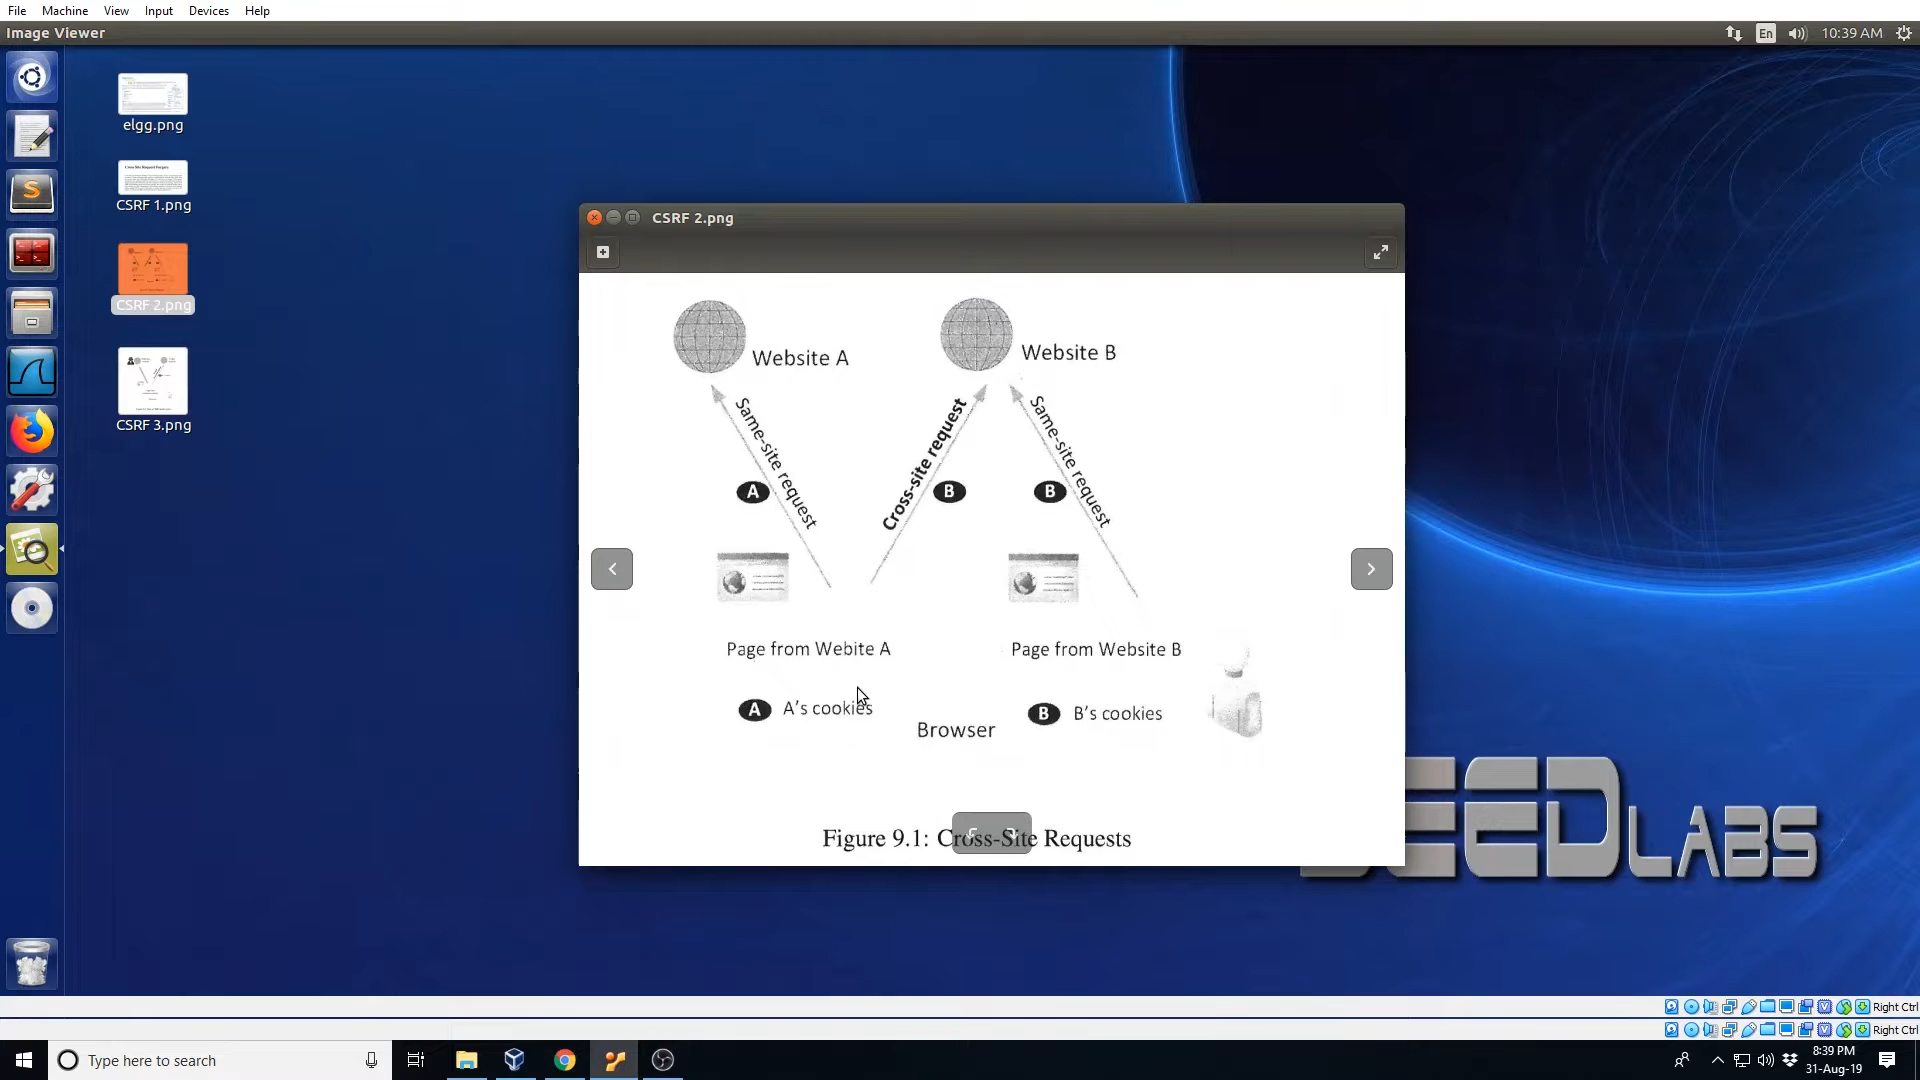 File Machine View Input Devices Help
Image Viewer
En
10:39 AM
elgg.png
CSRF 1.png
CSRF 2.png
CSRF 3.png
CSRF 2.png
Website A
Website B
Same-site request
Cross-site request
Same-site request
A
B
B
Page from Webite A
Page from Website B
A A's cookies
B B's cookies
Browser
Figure 9.1: Cross-Site Requests
SEEDLABS
Right Ctrl
Right Ctrl
Type here to search
8:39 PM
31-Aug-19